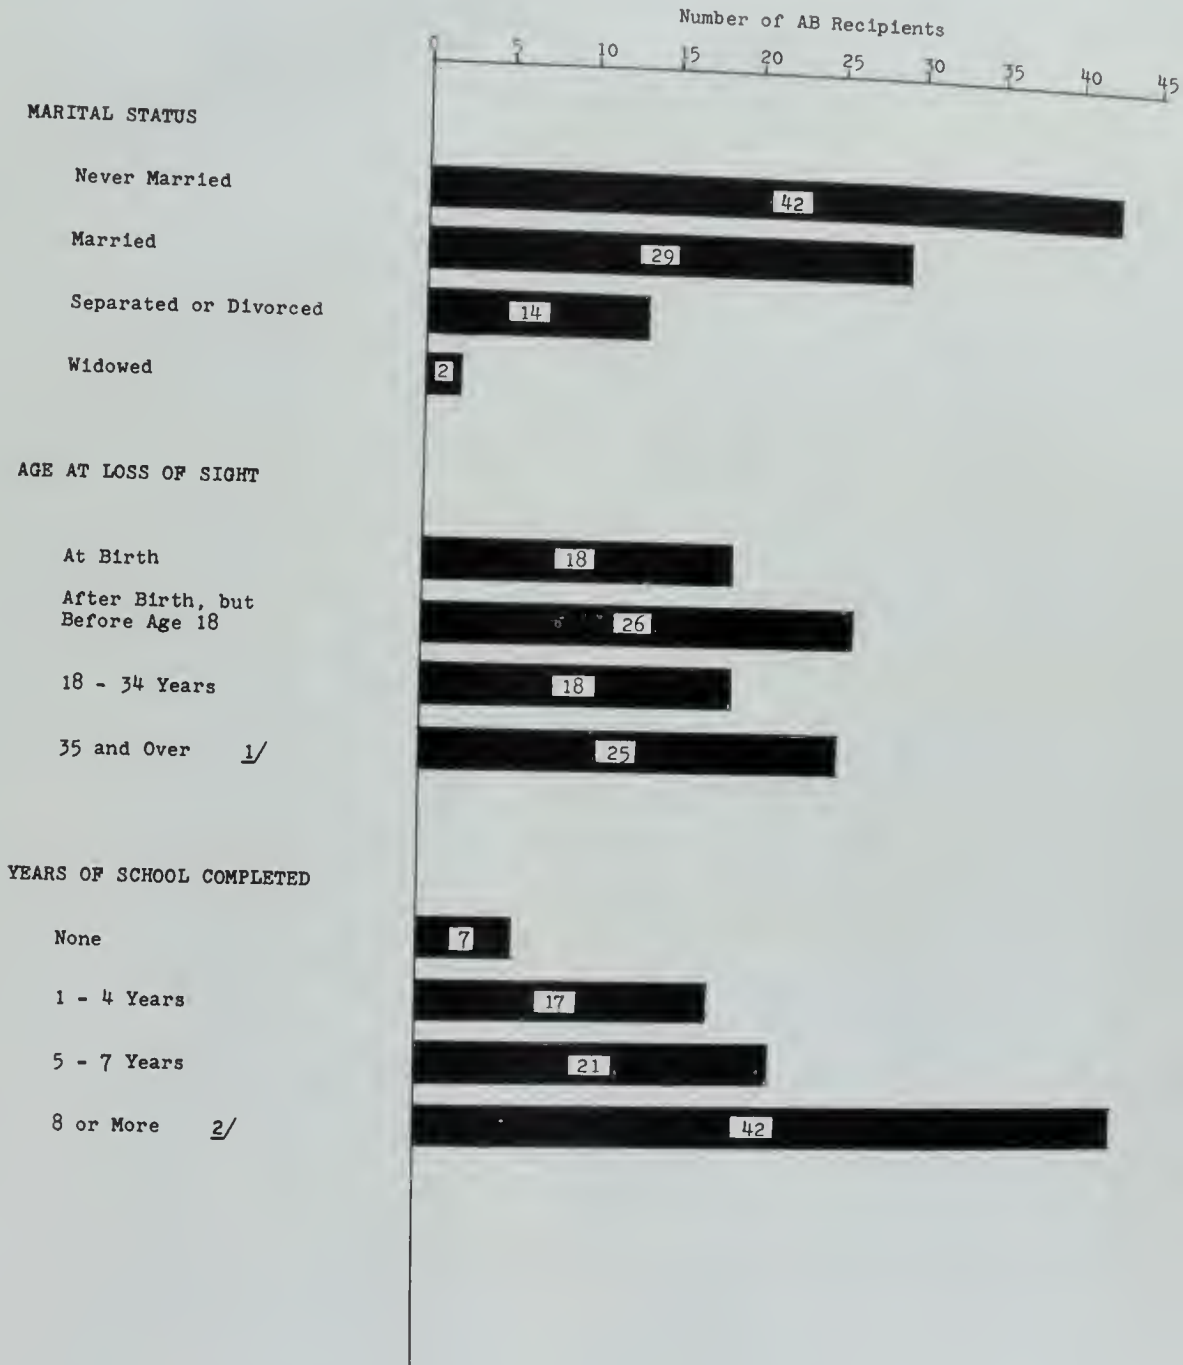 Number of AB Recipients
0 5 10 15 20 25 30 35 40 45
MARITAL STATUS
Never Married 42
Married 29
Separated or Divorced 14
Widowed 2
AGE AT LOSS OF SIGHT
At Birth 18
After Birth, but
Before Age 18 26
18 - 34 Years 18
35 and Over 1/ 25
YEARS OF SCHOOL COMPLETED
None 7
1 - 4 Years 17
5 - 7 Years 21
8 or More 2/ 42